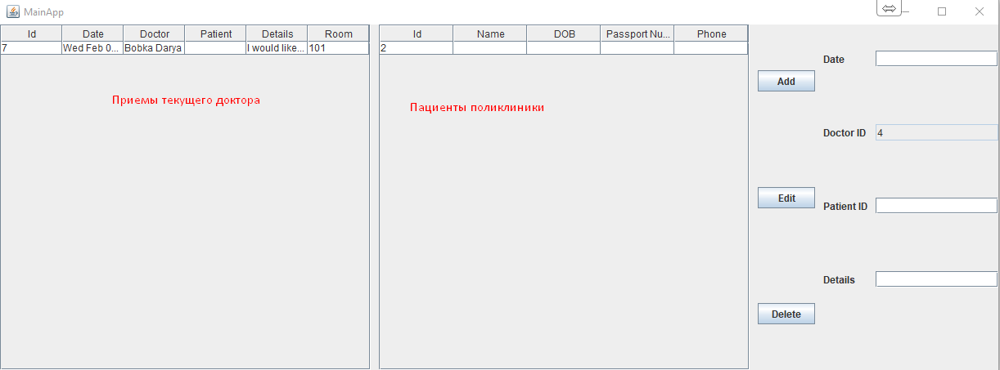 MainApp
Id Date Doctor Patient Details Room
7 Wed Feb 0... Bobka Darya I would like... 101
Приемы текущего доктора
Id Name DOB Passport Nu... Phone
2
Пациенты поликлиники
Add
Edit
Delete
Date
Doctor ID 4
Patient ID
Details